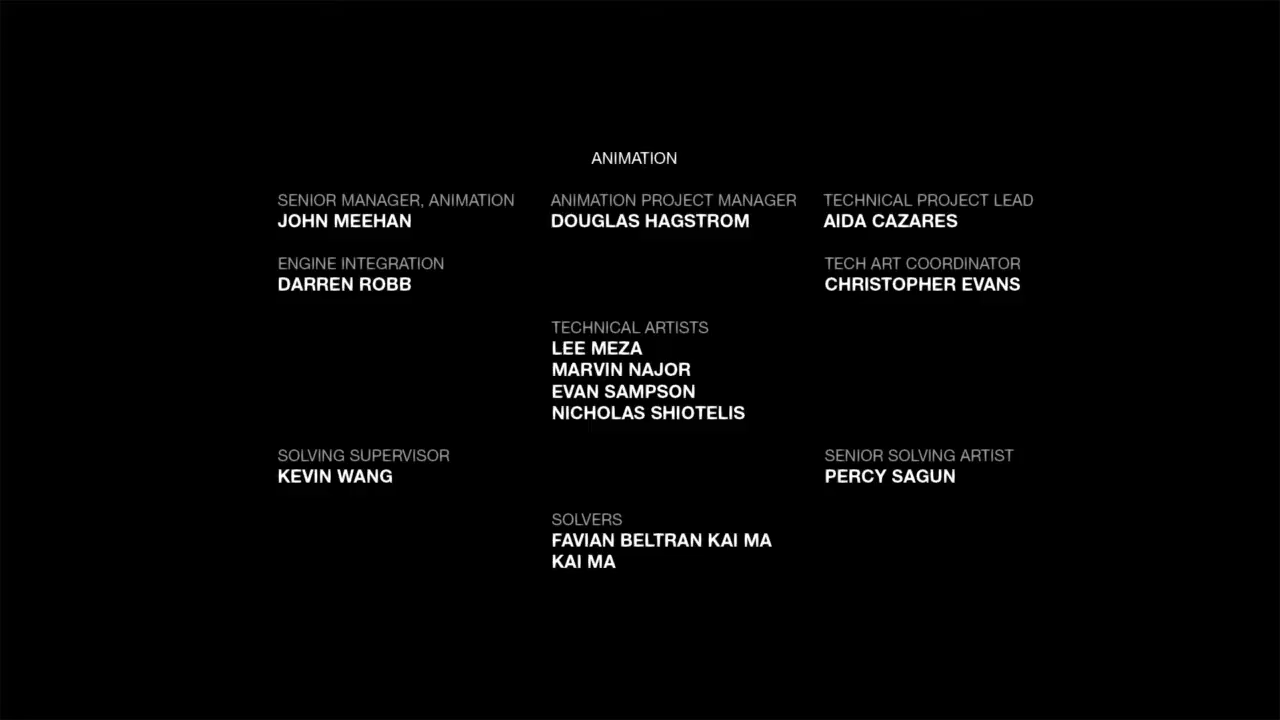 ANIMATION
SENIOR MANAGER, ANIMATION
JOHN MEEHAN
ANIMATION PROJECT MANAGER
DOUGLAS HAGSTROM
TECHNICAL PROJECT LEAD
AIDA CAZARES
ENGINE INTEGRATION
DARREN ROBB
TECH ART COORDINATOR
CHRISTOPHER EVANS
TECHNICAL ARTISTS
LEE MEZA
MARVIN NAJOR
EVAN SAMPSON
NICHOLAS SHIOTELIS
SOLVING SUPERVISOR
KEVIN WANG
SENIOR SOLVING ARTIST
PERCY SAGUN
SOLVERS
FAVIAN BELTRAN KAI MA
KAI MA